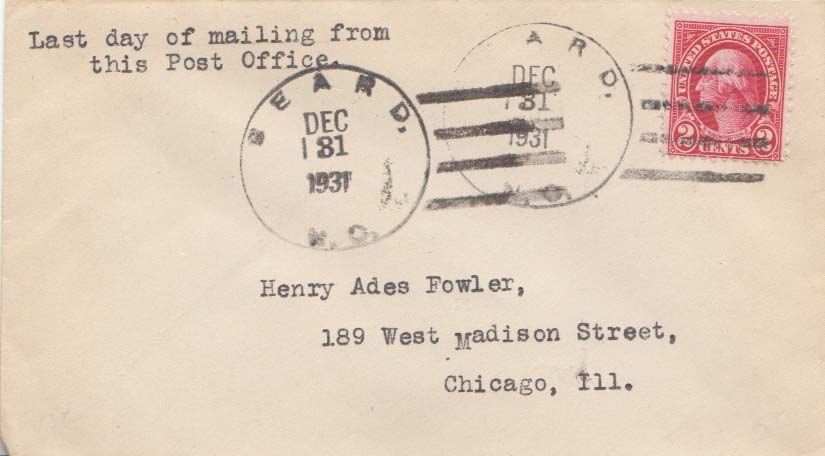 Last day of mailing from
this Post Office.
BEARD.
DEC
31
1931
N.C.
ARD.
DEC
31
1931
N.C.
UNITED STATES POSTAGE
2 CENTS 2
Henry Ades Fowler,
189 West Madison Street,
Chicago, Ill.